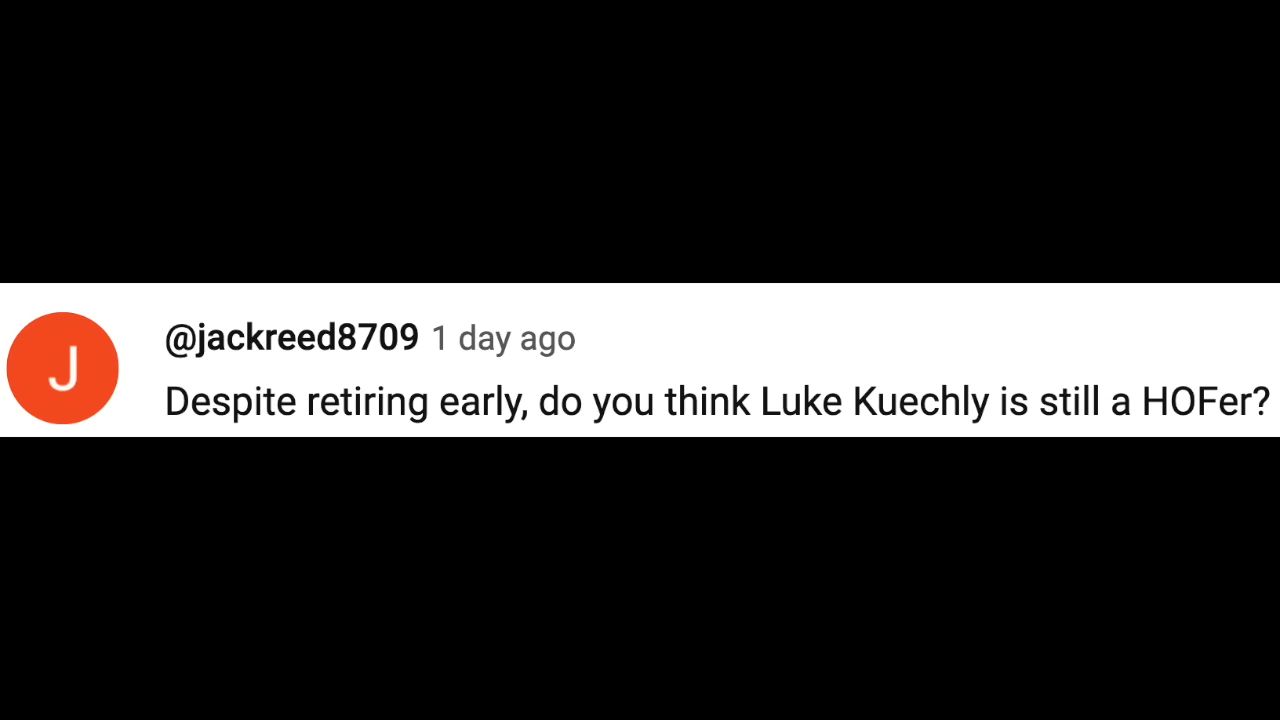 J
@jackreed8709 1 day ago
Despite retiring early, do you think Luke Kuechly is still a HOFer?